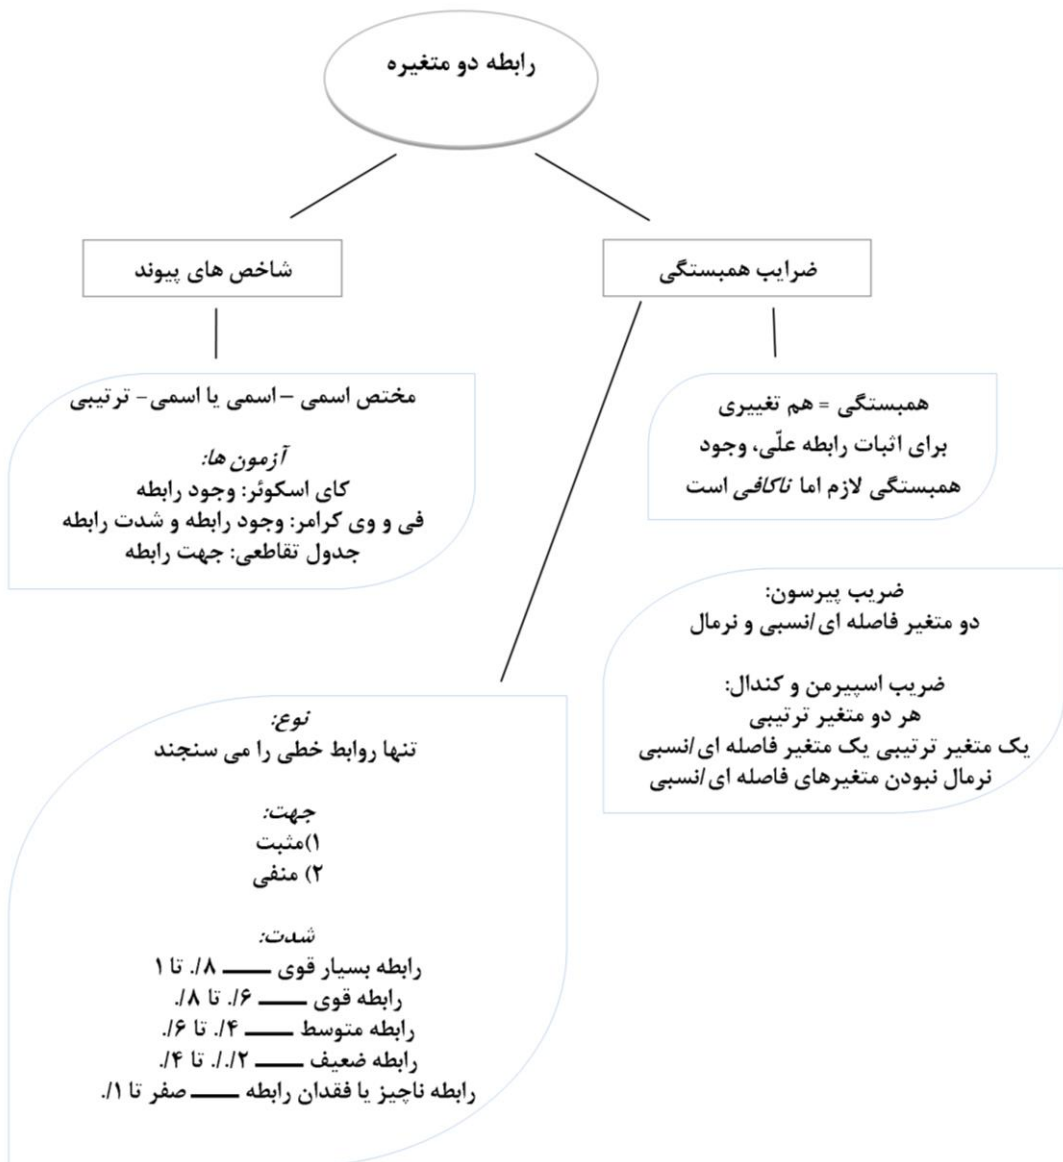 رابطه دو متغیره
ضرایب همبستگی
شاخص های پیوند
همبستگی = هم تغییری
برای اثبات رابطه علّی، وجود
همبستگی لازم اما ناکافی است
مختص اسمی – اسمی یا اسمی- ترتیبی
آزمون ها:
کای اسکوئر: وجود رابطه
فی و وی کرامر: وجود رابطه و شدت رابطه
جدول تقاطعی: جهت رابطه
ضریب پیرسون:
دو متغیر فاصله ای/نسبی و نرمال
ضریب اسپیرمن و کندال:
هر دو متغیر ترتیبی
یک متغیر ترتیبی یک متغیر فاصله ای/نسبی
نرمال نبودن متغیرهای فاصله ای/نسبی
نوع:
تنها روابط خطی را می سنجند
جهت:
۱)مثبت
۲) منفی
شدت:
رابطه بسیار قوی ـــــــ ۸/. تا ۱
رابطه قوی ـــــــ ۶/. تا ۸/.
رابطه متوسط ـــــــ ۴/. تا ۶/.
رابطه ضعیف ـــــــ ۲/./. تا ۴/.
رابطه ناچیز یا فقدان رابطه ـــــــ صفر تا ۱/.